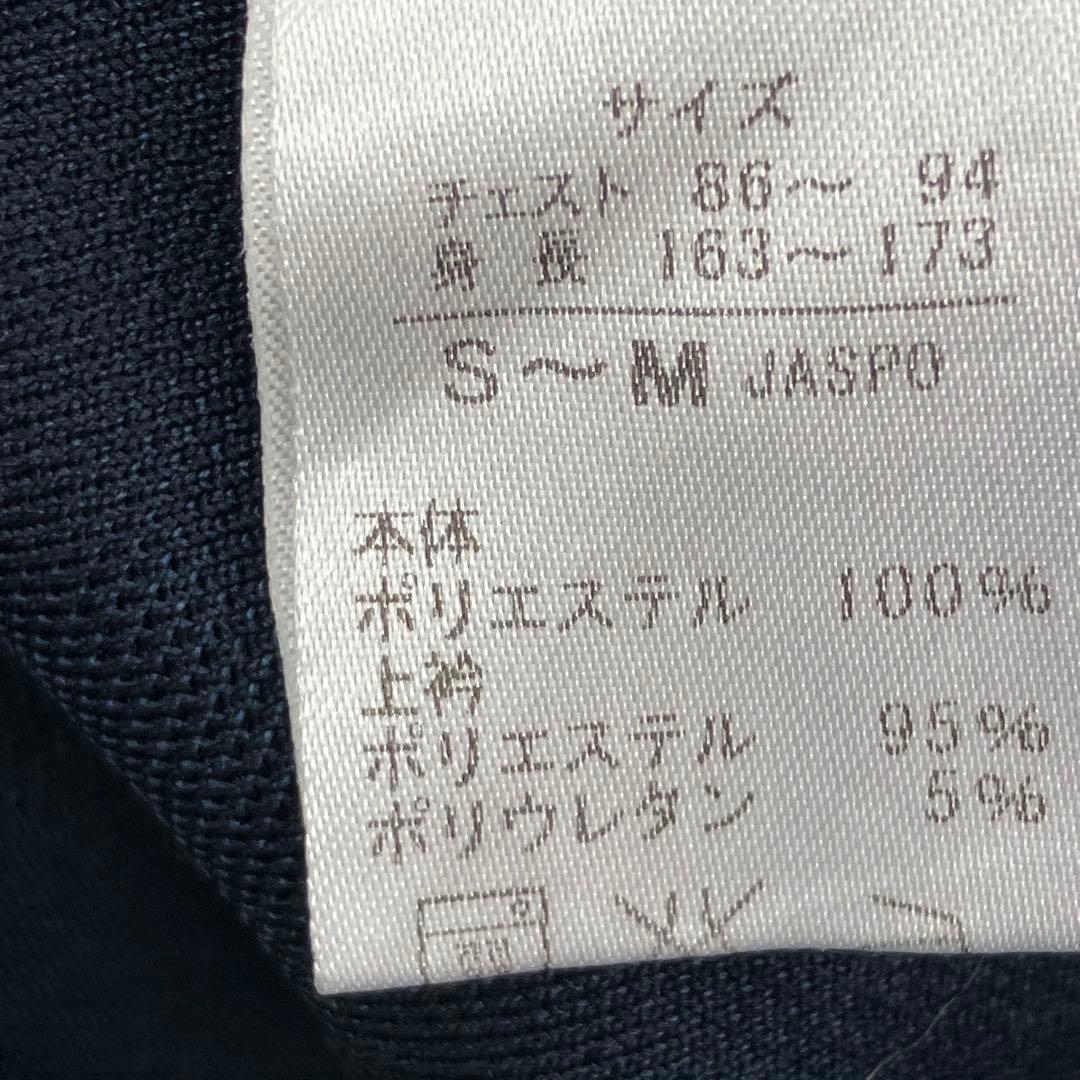 サイズ
チェスト 86～ 94
身 長 163～173
S～M JASPO
本体
ポリエステル 100%
上衿
ポリエステル 95%
ポリウレタン 5%